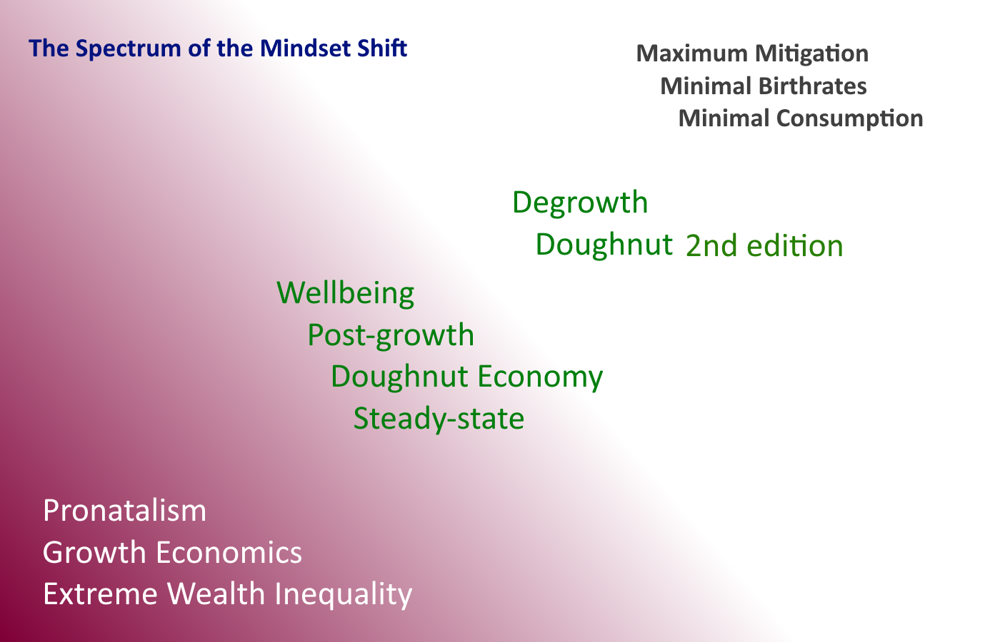 The Spectrum of the Mindset Shift
Maximum Mitigation
Minimal Birthrates
Minimal Consumption
Degrowth
Doughnut 2nd edition
Wellbeing
Post-growth
Doughnut Economy
Steady-state
Pronatalism
Growth Economics
Extreme Wealth Inequality